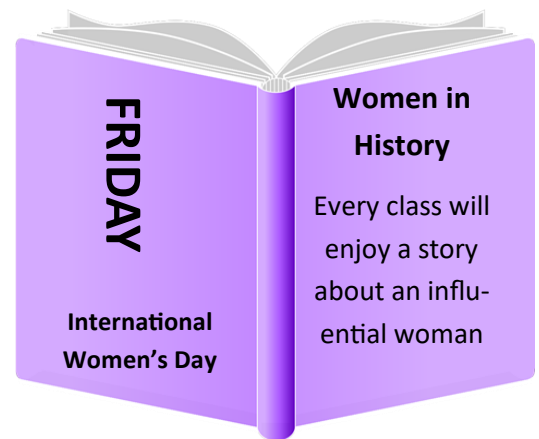 FRIDAY
International
Women's Day
Women in
History
Every class will
enjoy a story
about an influ-
ential woman